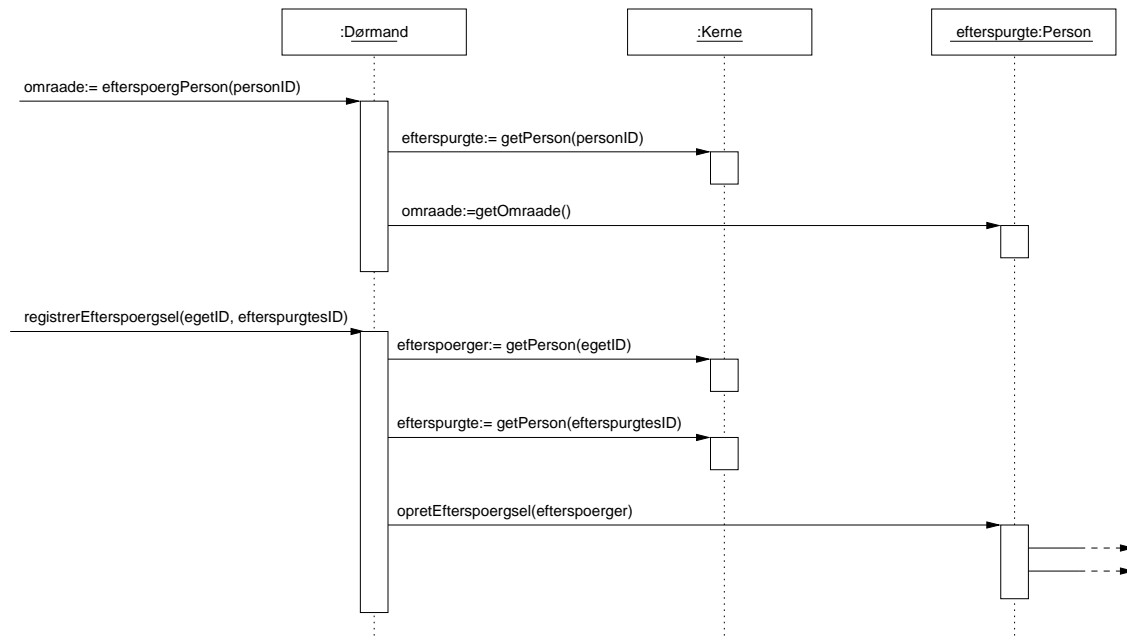 :Dørmand
:Kerne
efterspurgte:Person
omraade:= efterspoergPerson(personID)
efterspurgte:= getPerson(personID)
omraade:=getOmraade()
registrerEfterspoergsel(egetID, efterspurgtesID)
efterspoerger:= getPerson(egetID)
efterspurgte:= getPerson(efterspurgtesID)
opretEfterspoergsel(efterspoerger)